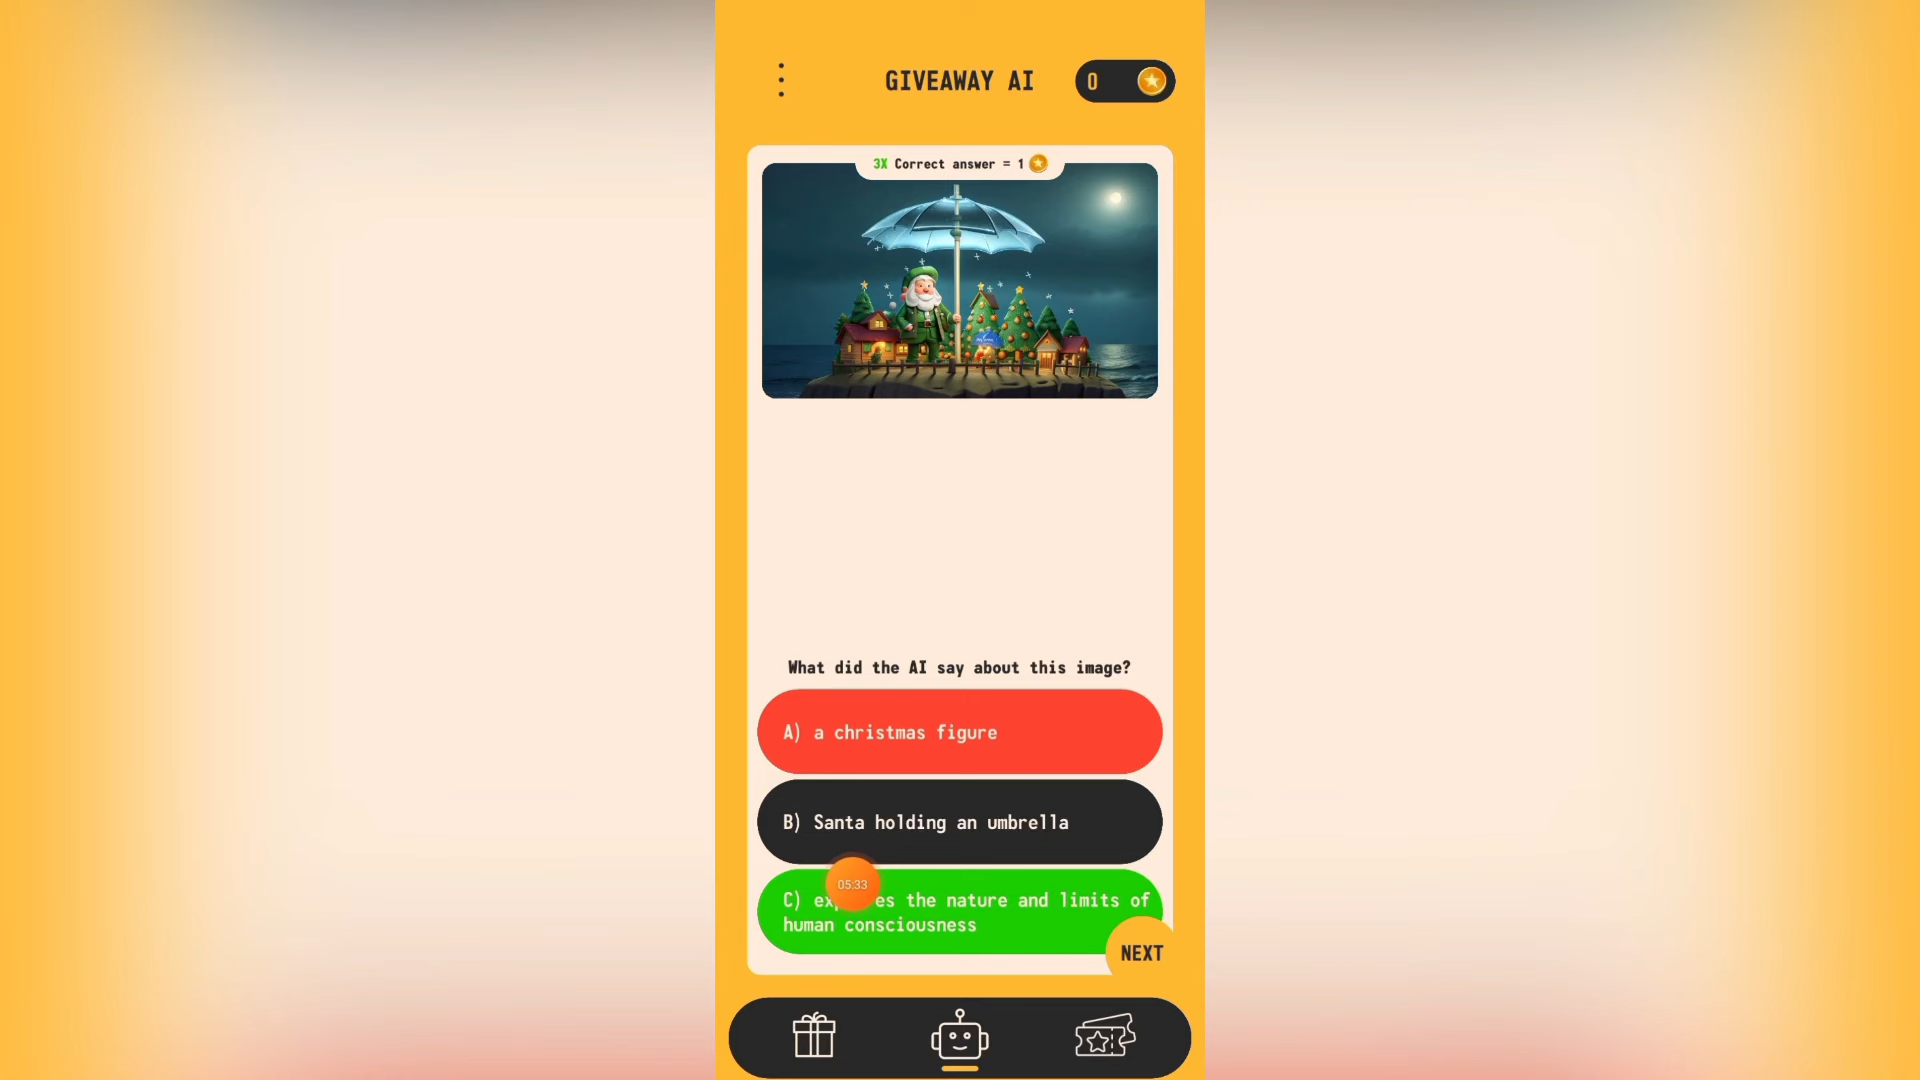 GIVEAWAY AI
0
3X Correct answer = 1
What did the AI say about this image?
A) a christmas figure
B) Santa holding an umbrella
C) es the nature and limits of
human consciousness
05:33
NEXT